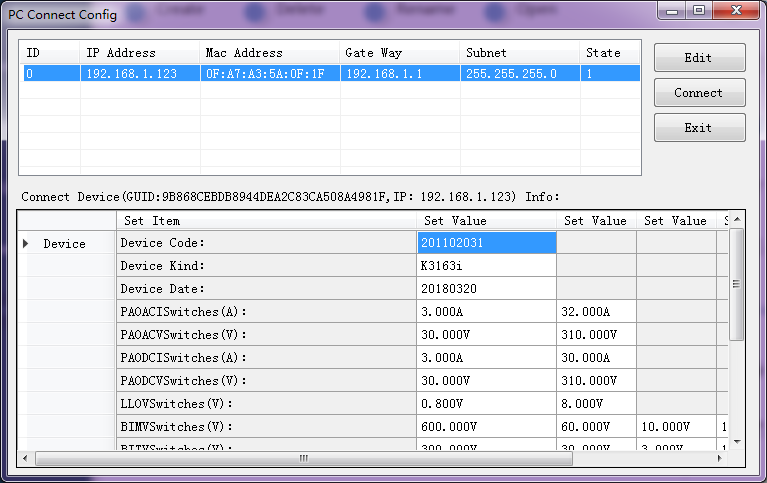 Create Delete Rename Open
PC Connect Config
ID IP Address Mac Address Gate Way Subnet State
0 192.168.1.123 0F:A7:A3:5A:0F:1F 192.168.1.1 255.255.255.0 1
Edit
Connect
Exit
Connect Device(GUID:9B868CEBDB8944DEA2C83CA508A4981F,IP: 192.168.1.123) Info:
Set Item Set Value Set Value Set Value
Device Device Code: 201102031
Device Kind: K3163i
Device Date: 20180320
PAOACISwitches(A): 3.000A 32.000A
PAOACVSwitches(V): 30.000V 310.000V
PAODCISwitches(A): 3.000A 30.000A
PAODCVSwitches(V): 30.000V 310.000V
LLOVSwitches(V): 0.800V 8.000V
BIMVSwitches(V): 600.000V 60.000V 10.000V 1
BITVSwitches(V): 300.000V 30.000V 3.000V